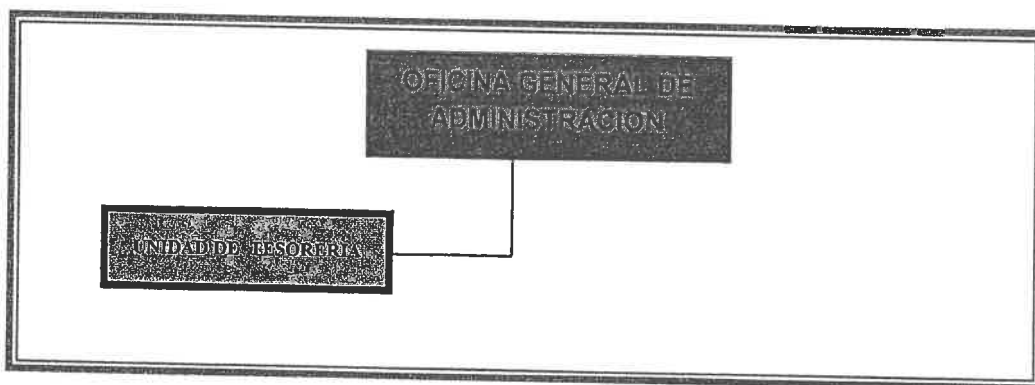 OFICINA GENERAL DE
ADMINISTRACION
UNIDAD DE TESORERIA